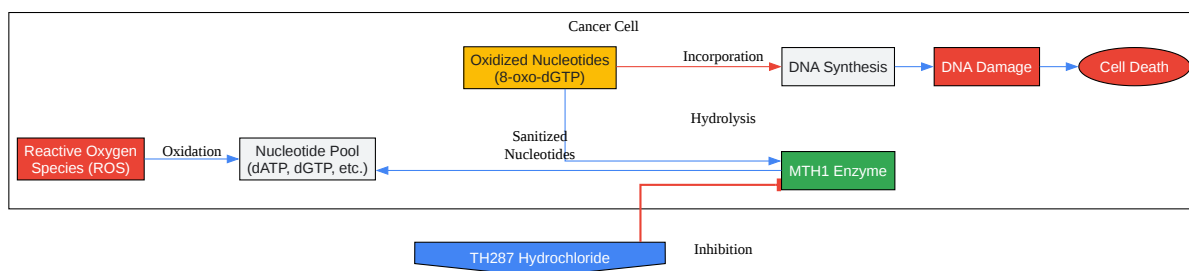 Cancer Cell
Oxidized Nucleotides
(8-oxo-dGTP)
Incorporation
DNA Synthesis
DNA Damage
Cell Death
Hydrolysis
Sanitized
Nucleotides
Reactive Oxygen
Species (ROS)
Oxidation
Nucleotide Pool
(dATP, dGTP, etc.)
MTH1 Enzyme
TH287 Hydrochloride
Inhibition